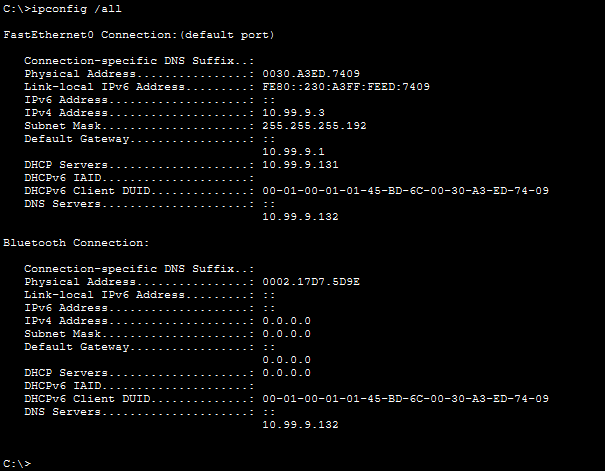 C:\>ipconfig /all
FastEthernet0 Connection:(default port)
Connection-specific DNS Suffix..:
Physical Address................: 0030.A3ED.7409
Link-local IPv6 Address.........: FE80::230:A3FF:FEED:7409
IPv6 Address....................: ::
IPv4 Address....................: 10.99.9.3
Subnet Mask.....................: 255.255.255.192
Default Gateway.................: ::
10.99.9.1
DHCP Servers....................: 10.99.9.131
DHCPv6 IAID.....................:
DHCPv6 Client DUID..............: 00-01-00-01-01-45-BD-6C-00-30-A3-ED-74-09
DNS Servers.....................: ::
10.99.9.132
Bluetooth Connection:
Connection-specific DNS Suffix..:
Physical Address................: 0002.17D7.5D9E
Link-local IPv6 Address.........: ::
IPv6 Address....................: ::
IPv4 Address....................: 0.0.0.0
Subnet Mask.....................: 0.0.0.0
Default Gateway.................: ::
0.0.0.0
DHCP Servers....................: 0.0.0.0
DHCPv6 IAID.....................:
DHCPv6 Client DUID..............: 00-01-00-01-01-45-BD-6C-00-30-A3-ED-74-09
DNS Servers.....................: ::
10.99.9.132
C:\>